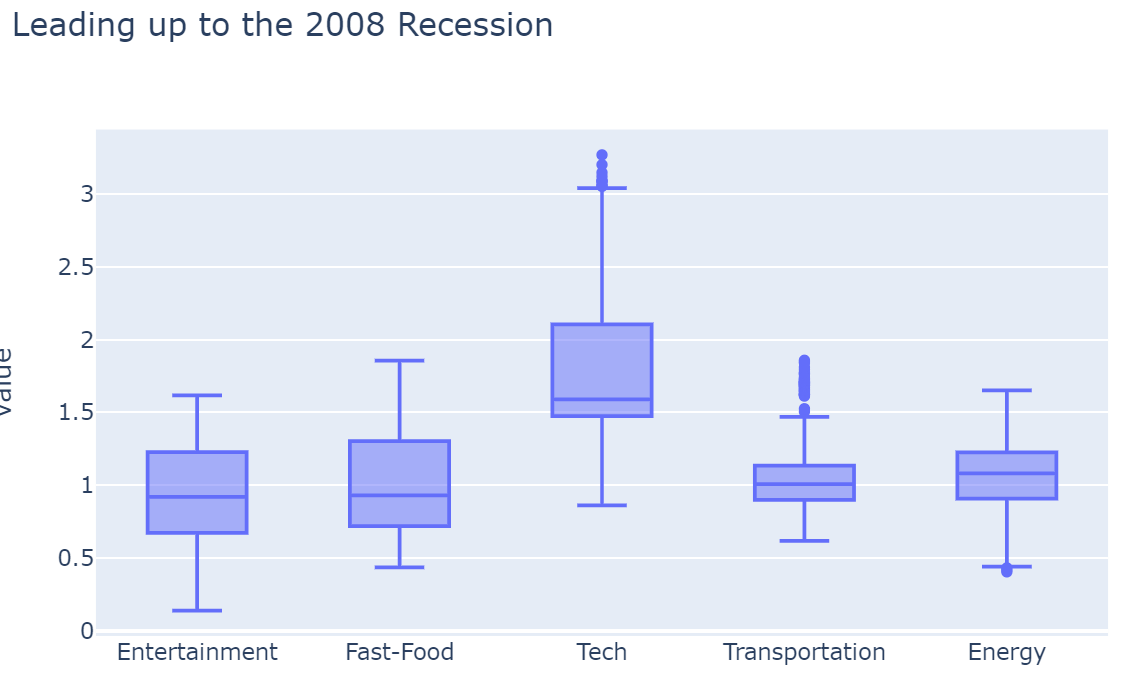 Leading up to the 2008 Recession
value
3
2.5
2
1.5
1
0.5
0
Entertainment Fast-Food Tech Transportation Energy